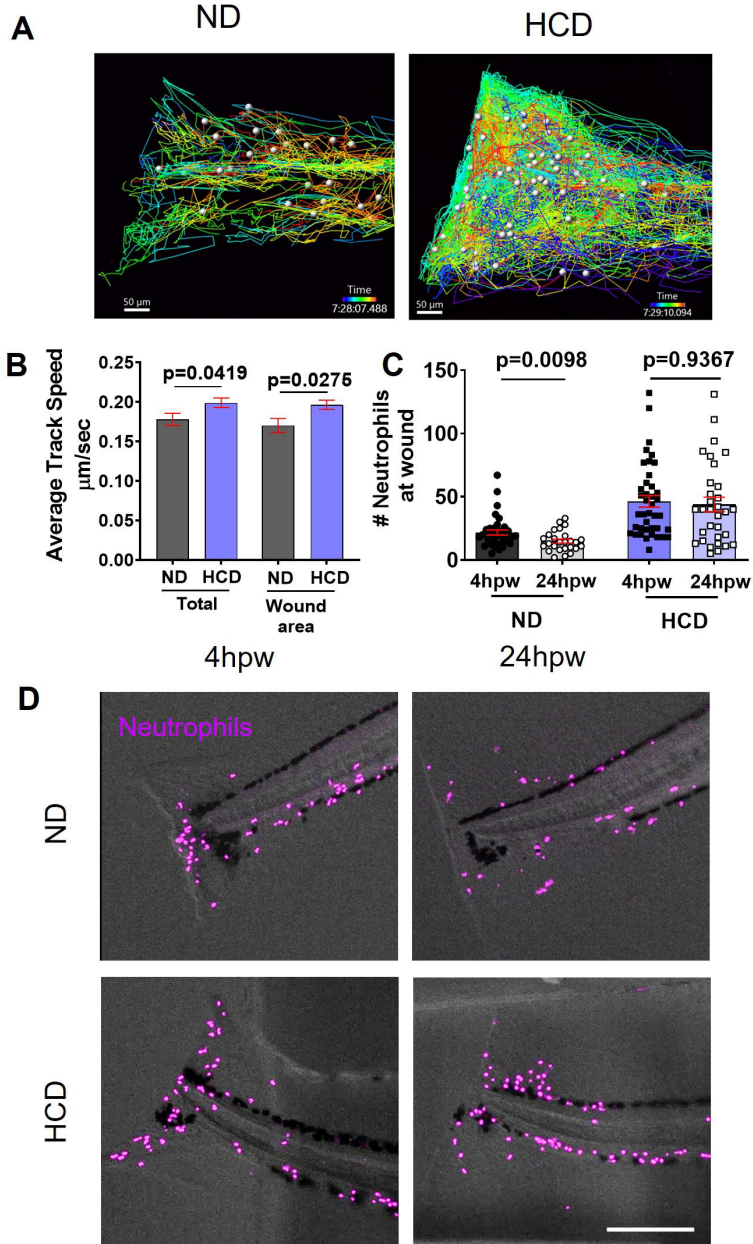 A
ND
HCD
50 µm
Time
7:28:07.488
50 µm
Time
7:29:10.094
B
p=0.0419
p=0.0275
Average Track Speed
µm/sec
0.25
0.20
0.15
0.10
0.05
0.00
ND
HCD
ND
HCD
Total
Wound
area
C
p=0.0098
p=0.9367
# Neutrophils
at wound
150
100
50
0
4hpw
24hpw
4hpw
24hpw
ND
HCD
4hpw
24hpw
D
Neutrophils
ND
HCD